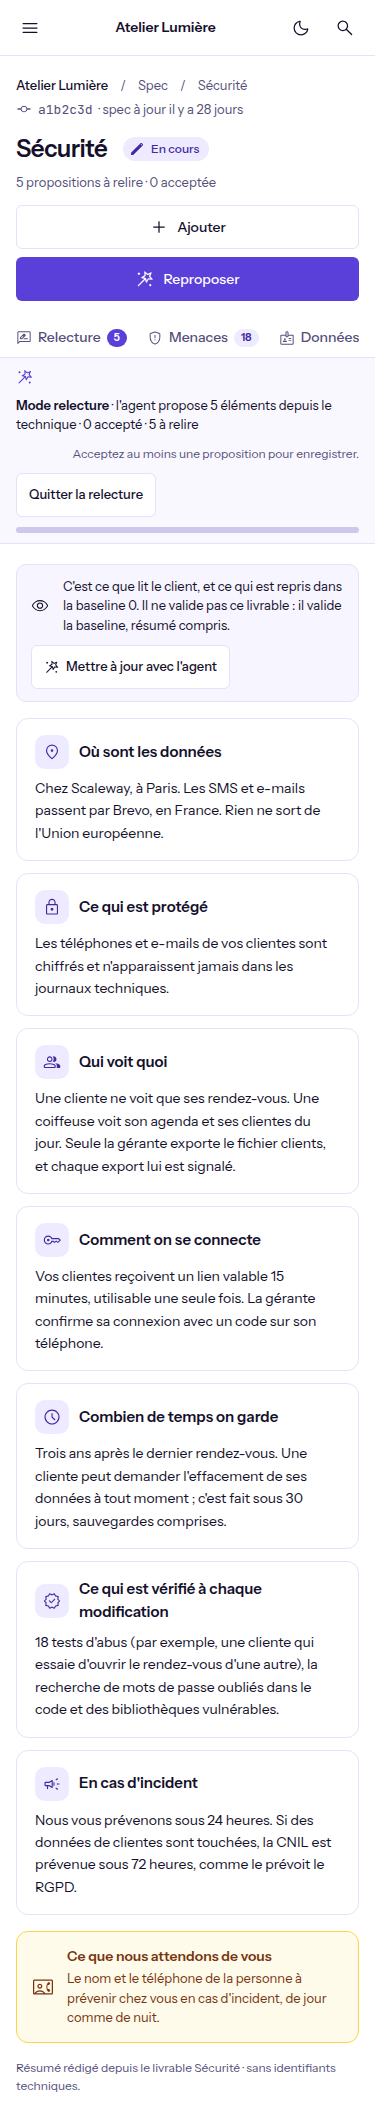 Atelier Lumière
Atelier Lumière / Spec / Sécurité
a1b2c3d · spec à jour il y a 28 jours
Sécurité
En cours
5 propositions à relire · 0 acceptée
Ajouter
Reproposer
Relecture 5 Menaces 18 Données
Mode relecture · l'agent propose 5 éléments depuis le
technique · 0 accepté · 5 à relire
Acceptez au moins une proposition pour enregistrer.
Quitter la relecture
C'est ce que lit le client, et ce qui est repris dans
la baseline 0. Il ne valide pas ce livrable : il valide
la baseline, résumé compris.
Mettre à jour avec l'agent
Où sont les données
Chez Scaleway, à Paris. Les SMS et e-mails
passent par Brevo, en France. Rien ne sort de
l'Union européenne.
Ce qui est protégé
Les téléphones et e-mails de vos clientes sont
chiffrés et n'apparaissent jamais dans les
journaux techniques.
Qui voit quoi
Une cliente ne voit que ses rendez-vous. Une
coiffeuse voit son agenda et ses clientes du
jour. Seule la gérante exporte le fichier clients,
et chaque export lui est signalé.
Comment on se connecte
Vos clientes reçoivent un lien valable 15
minutes, utilisable une seule fois. La gérante
confirme sa connexion avec un code sur son
téléphone.
Combien de temps on garde
Trois ans après le dernier rendez-vous. Une
cliente peut demander l'effacement de ses
données à tout moment ; c'est fait sous 30
jours, sauvegardes comprises.
Ce qui est vérifié à chaque
modification
18 tests d'abus (par exemple, une cliente qui
essaie d'ouvrir le rendez-vous d'une autre), la
recherche de mots de passe oubliés dans le
code et des bibliothèques vulnérables.
En cas d'incident
Nous vous prévenons sous 24 heures. Si des
données de clientes sont touchées, la CNIL est
prévenue sous 72 heures, comme le prévoit le
RGPD.
Ce que nous attendons de vous
Le nom et le téléphone de la personne à
prévenir chez vous en cas d'incident, de jour
comme de nuit.
Résumé rédigé depuis le livrable Sécurité · sans identifiants
techniques.